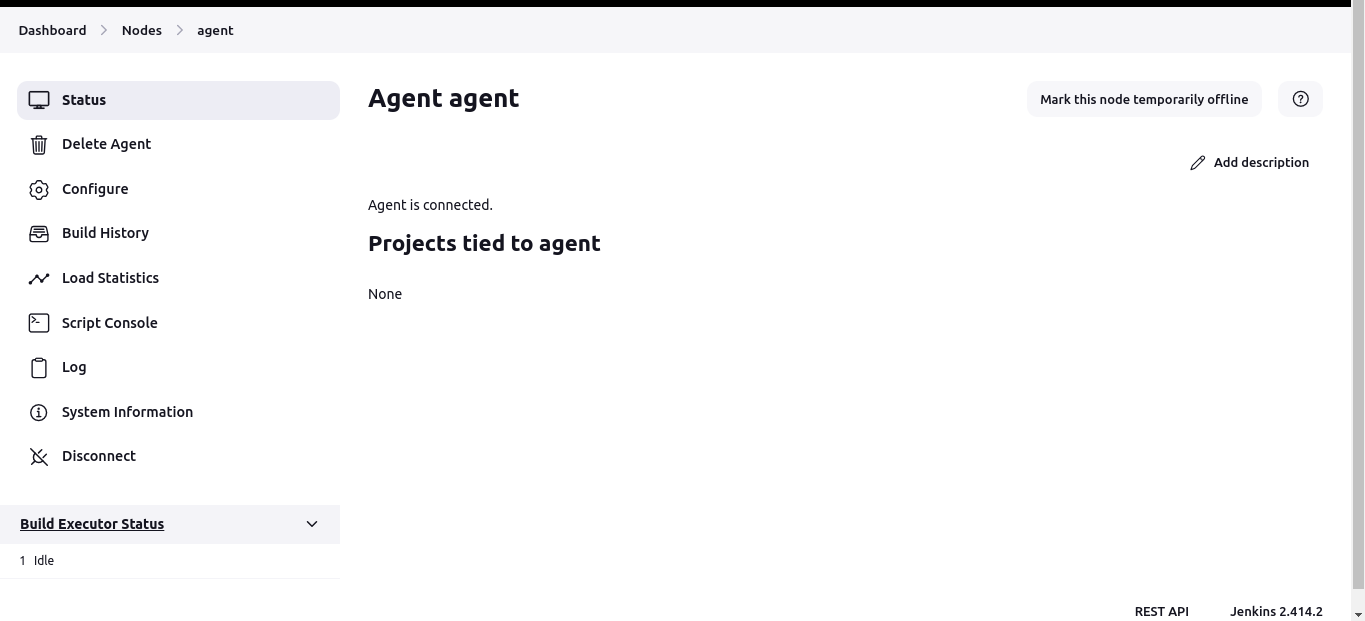 Dashboard
Nodes
agent
Status
Delete Agent
Configure
Build History
Load Statistics
Script Console
Log
System Information
Disconnect
Build Executor Status
1 Idle
Agent agent
Mark this node temporarily offline
Add description
Agent is connected.
Projects tied to agent
None
REST API
Jenkins 2.414.2